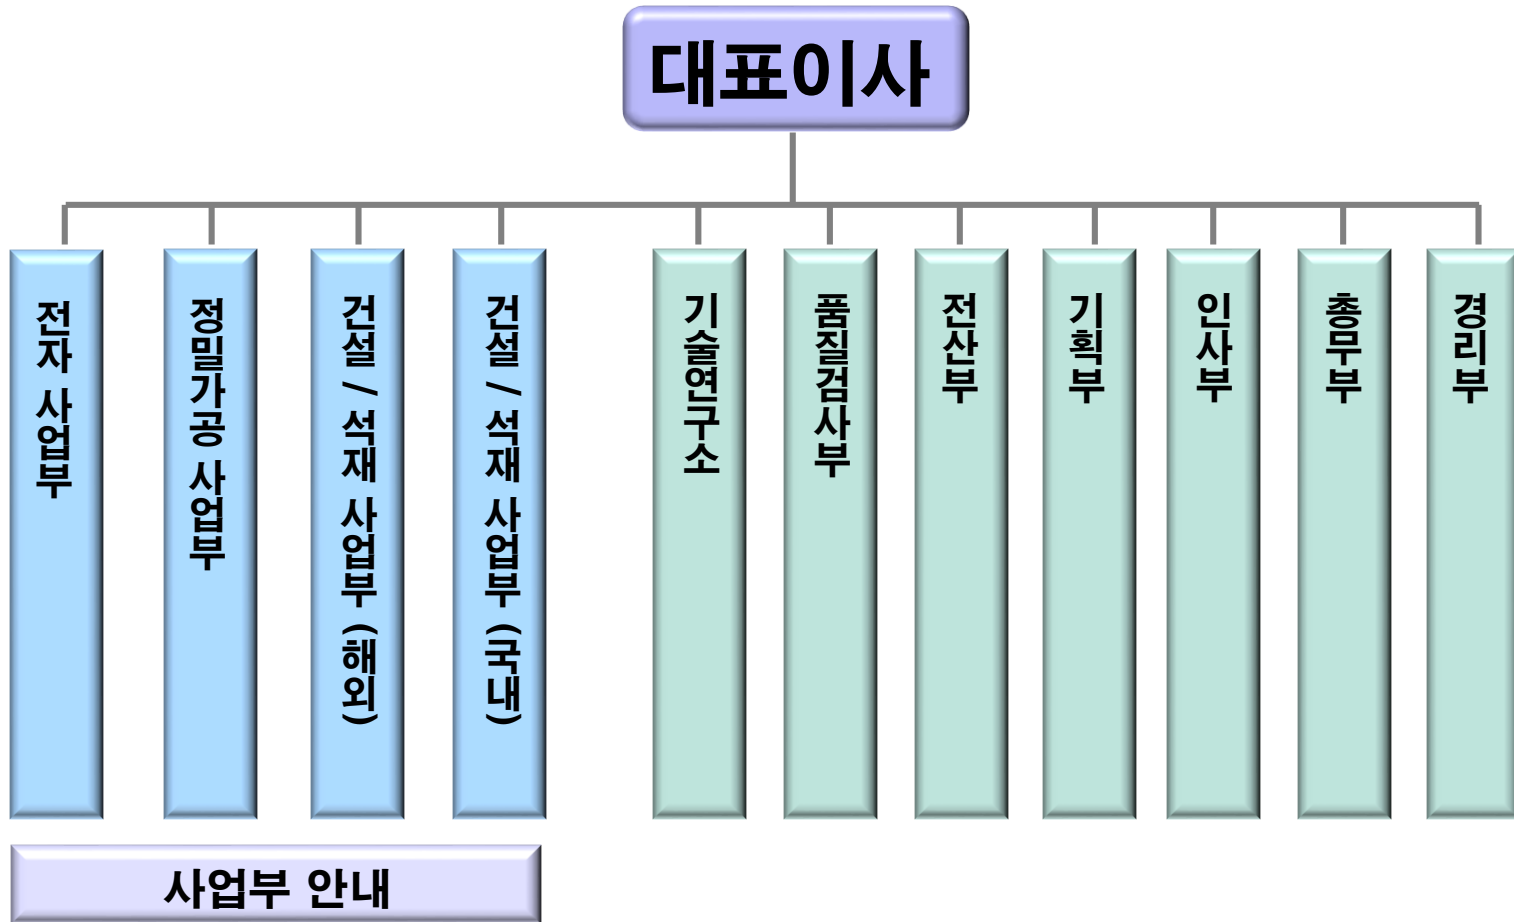 대표이사
전자 사업부
정밀가공 사업부
건설 / 석재 사업부 (해외)
건설 / 석재 사업부 (국내)
기술연구소
품질검사부
전산부
기획부
인사부
총무부
경리부
사업부 안내